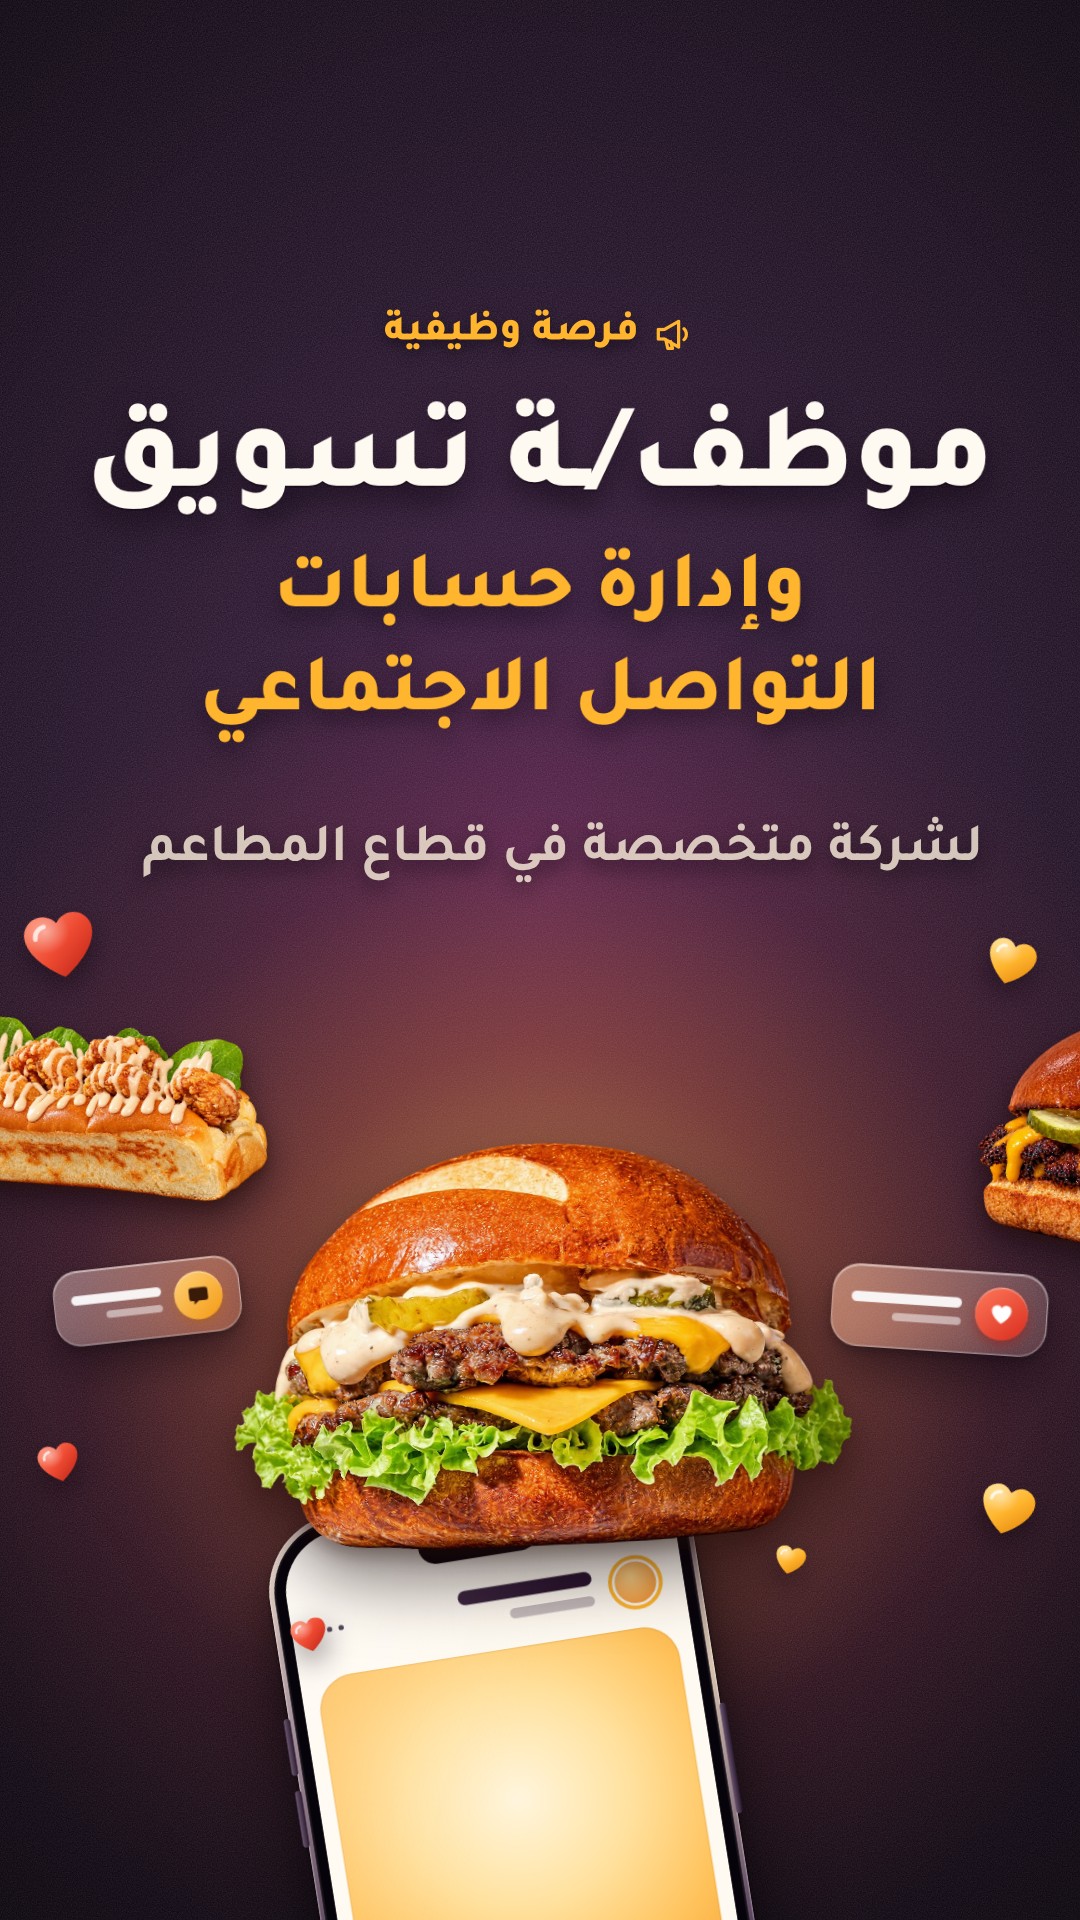 فرصة وظيفية
موظف/ة تسويق
وإدارة حسابات
التواصل الاجتماعي
لشركة متخصصة في قطاع المطاعم